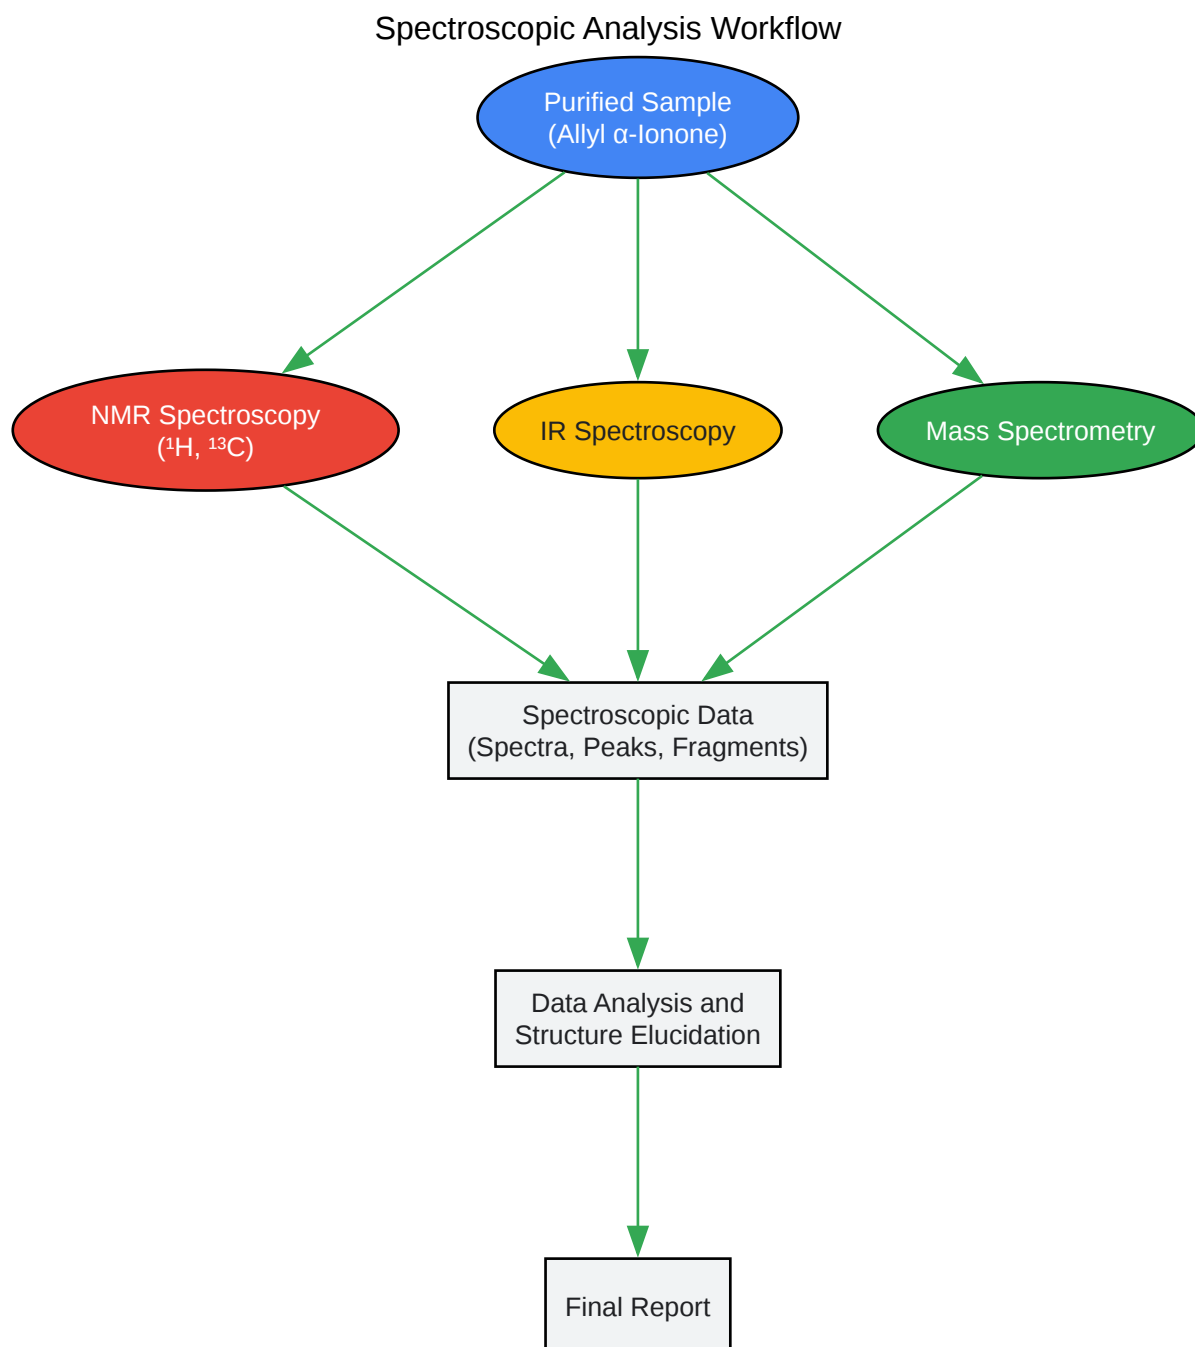 Spectroscopic Analysis Workflow
Purified Sample
(Allyl α-Ionone)
NMR Spectroscopy
(¹H, ¹³C)
IR Spectroscopy
Mass Spectrometry
Spectroscopic Data
(Spectra, Peaks, Fragments)
Data Analysis and
Structure Elucidation
Final Report